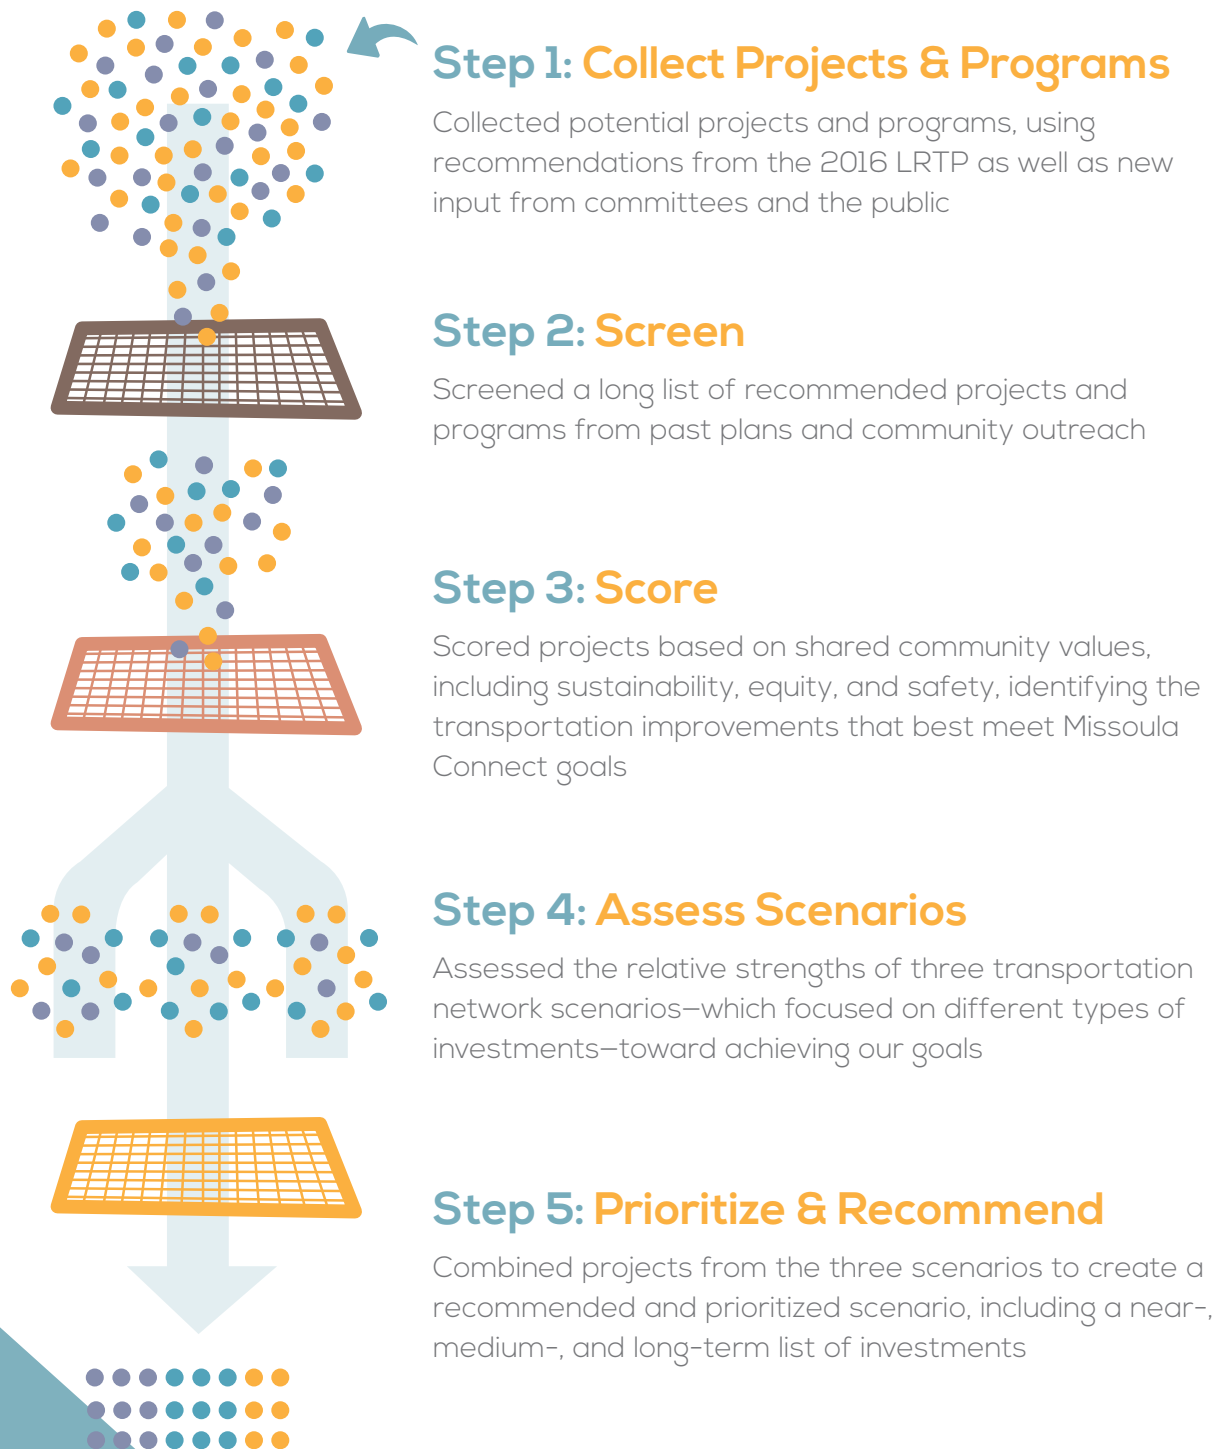 Step 1: Collect Projects & Programs
Collected potential projects and programs, using
recommendations from the 2016 LRTP as well as new
input from committees and the public
Step 2: Screen
Screened a long list of recommended projects and
programs from past plans and community outreach
Step 3: Score
Scored projects based on shared community values,
including sustainability, equity, and safety, identifying the
transportation improvements that best meet Missoula
Connect goals
Step 4: Assess Scenarios
Assessed the relative strengths of three transportation
network scenarios—which focused on different types of
investments—toward achieving our goals
Step 5: Prioritize & Recommend
Combined projects from the three scenarios to create a
recommended and prioritized scenario, including a near-,
medium-, and long-term list of investments